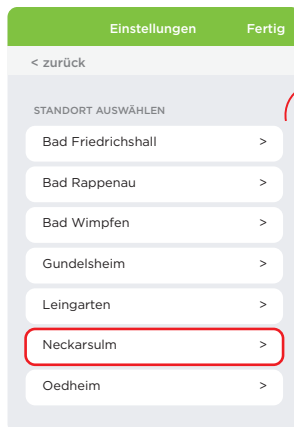 Einstellungen Fertig
< zurück
STANDORT AUSWÄHLEN
Bad Friedrichshall >
Bad Rappenau >
Bad Wimpfen >
Gundelsheim >
Leingarten >
Neckarsulm >
Oedheim >